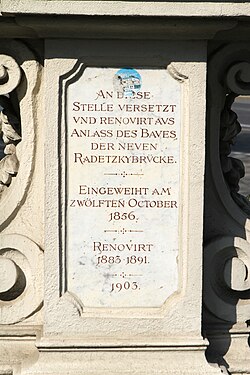 AN DIESE
STELLE VERSETZT
VND RENOVIRT AVS
ANLASS DES BAVES
DER NEVEN
RADETZKYBRVCKE.
EINGEWEIHT AM
ZWÖLFTEN OCTOBER
1856.
RENOVIRT
1883-1891.
1903.